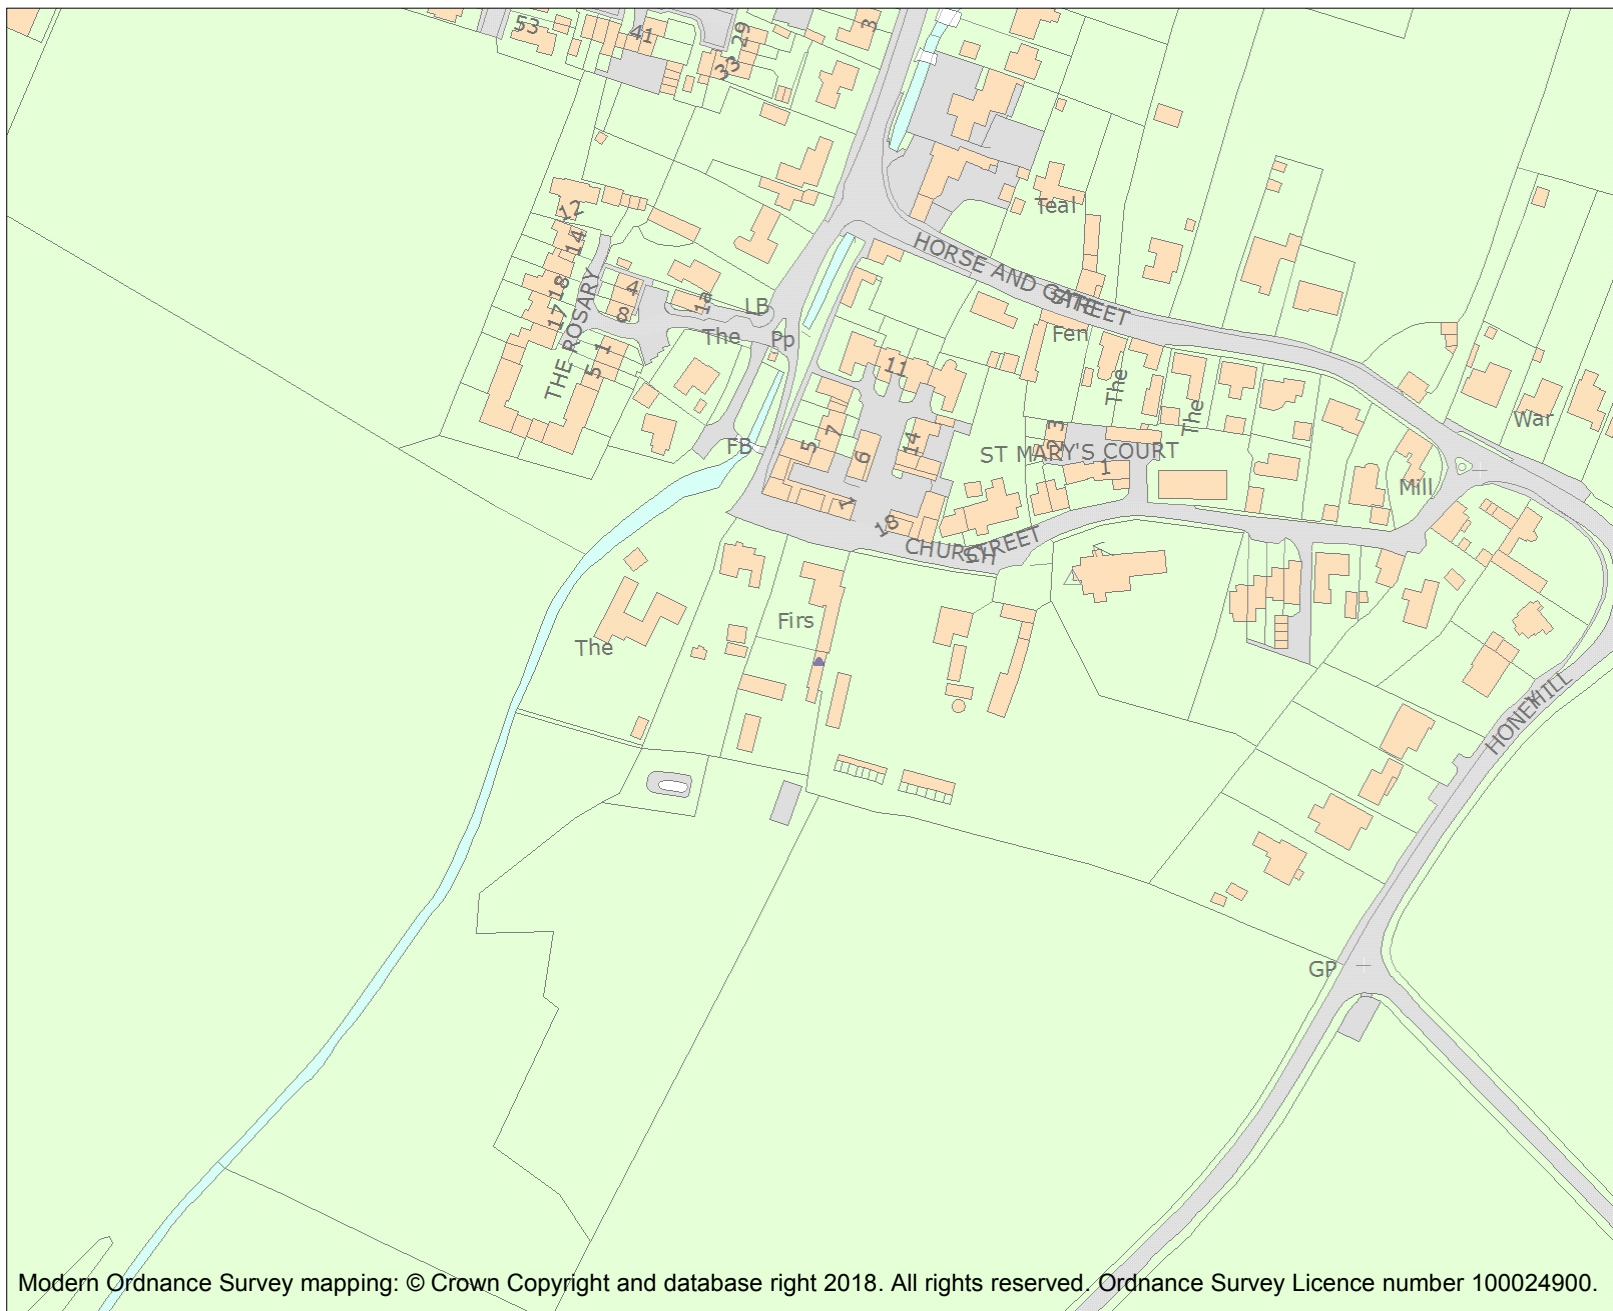 53
41
29
3
33
12
Teal
14
HORSE AND GATE
STREET
18
4
1a
LB
8
17
THE ROSARY
The
Pp
Fen
1
5
11
The
The
War
7
2 3
FB
5
6
14
ST MARY'S COURT
1
Mill
1
18
CHURCH
STREET
Firs
The
HONEY
HILL
GP
Modern Ordnance Survey mapping: © Crown Copyright and database right 2018. All rights reserved. Ordnance Survey Licence number 100024900.